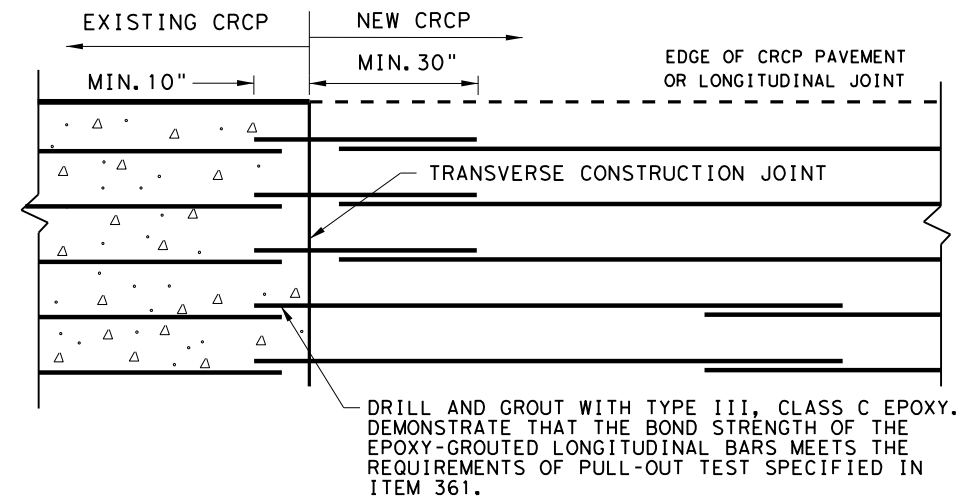 EXISTING CRCP
NEW CRCP
MIN. 10"
MIN. 30"
EDGE OF CRCP PAVEMENT
OR LONGITUDINAL JOINT
TRANSVERSE CONSTRUCTION JOINT
DRILL AND GROUT WITH TYPE III, CLASS C EPOXY.
DEMONSTRATE THAT THE BOND STRENGTH OF THE
EPOXY-GROUTED LONGITUDINAL BARS MEETS THE
REQUIREMENTS OF PULL-OUT TEST SPECIFIED IN
ITEM 361.